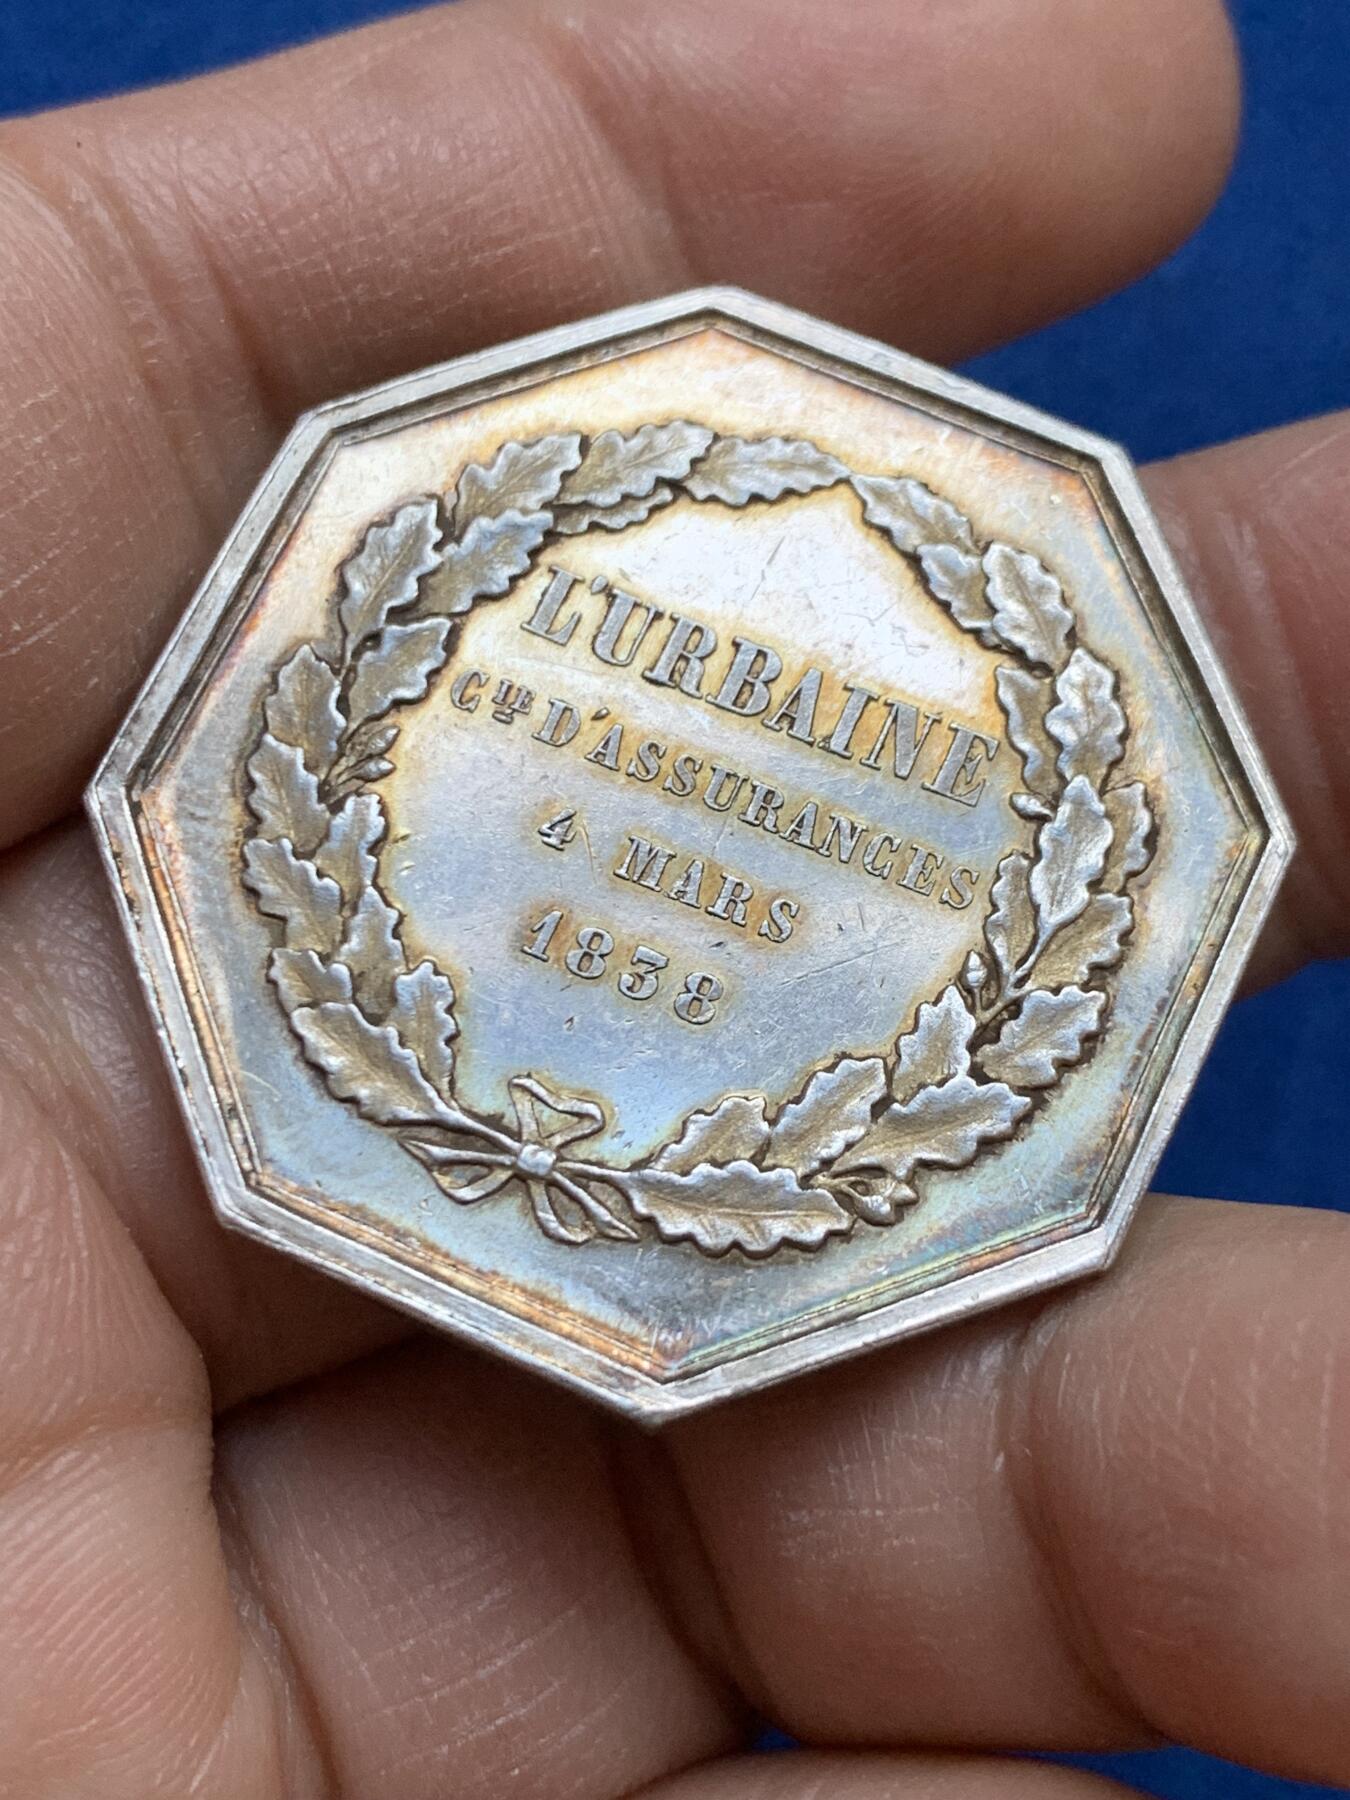 L'URBAINE
CIE D'ASSURANCES
4 MARS
1838